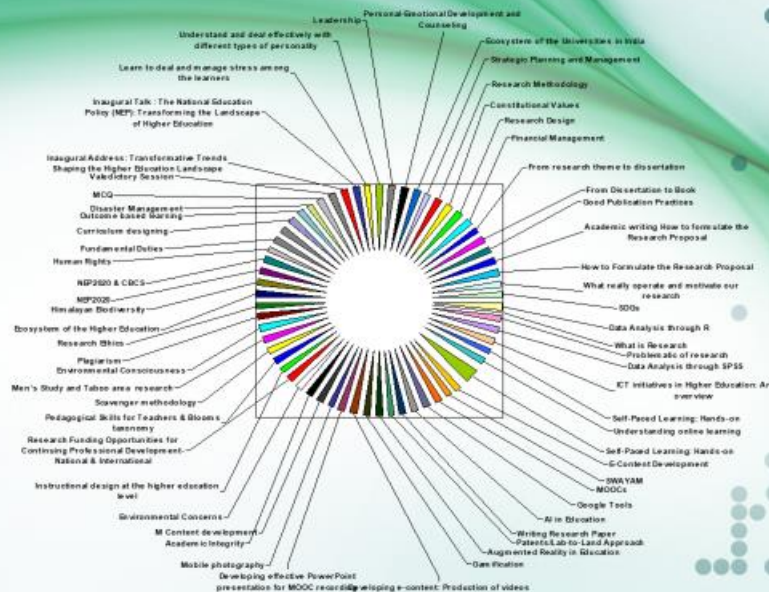 Leadership
Personal-Emotional Development and
Counseling
Understand and deal effectively with
different types of personality
Ecosystem of the Universities in India
Strategic Planning and Management
Learn to deal and manage stress among
the learners
Research Methodology
Inaugural Talk : The National Education
Policy (NEP): Transforming the Landscape
of Higher Education
Constitutional Values
Research Design
Financial Management
Inaugural Address: Transformative Trends
Shaping the Higher Education Landscape
From research theme to dissertation
Valedictory Session
MCQ
From Dissertation to Book
Good Publication Practices
Disaster Management
Outcome based learning
Curriculum designing
Academic writing How to formulate the
Research Proposal
Fundamental Duties
Human Rights
How to Formulate the Research Proposal
NEP2020 & CBCS
What really operate and motivate our
research
NEP2020
Himalayan Biodiversity
SDGs
Ecosystem of the Higher Education
Data Analysis through R
Research Ethics
What is Research
Problematic of research
Plagiarism
Data Analysis through SPSS
Environmental Consciousness
Men's Study and Taboo area research
ICT initiatives in Higher Education: An
overview
Scavenger methodology
Pedagogical Skills for Teachers & Blooms
taxonomy
Self-Paced Learning: Hands-on
Understanding online learning
Research Funding Opportunities for
Continuing Professional Development-
National & International
Self-Paced Learning: Hands-on
E-Content Development
Instructional design at the higher education
level
SWAYAM
MOOCs
Google Tools
Environmental Concerns
AI in Education
M Content development
Academic Integrity
Writing Research Paper
Patents/Lab-to-Land Approach
Augmented Reality in Education
Mobile photography
Gamification
Developing effective PowerPoint
presentation for MOOC recording
Developing e-content: Production of videos